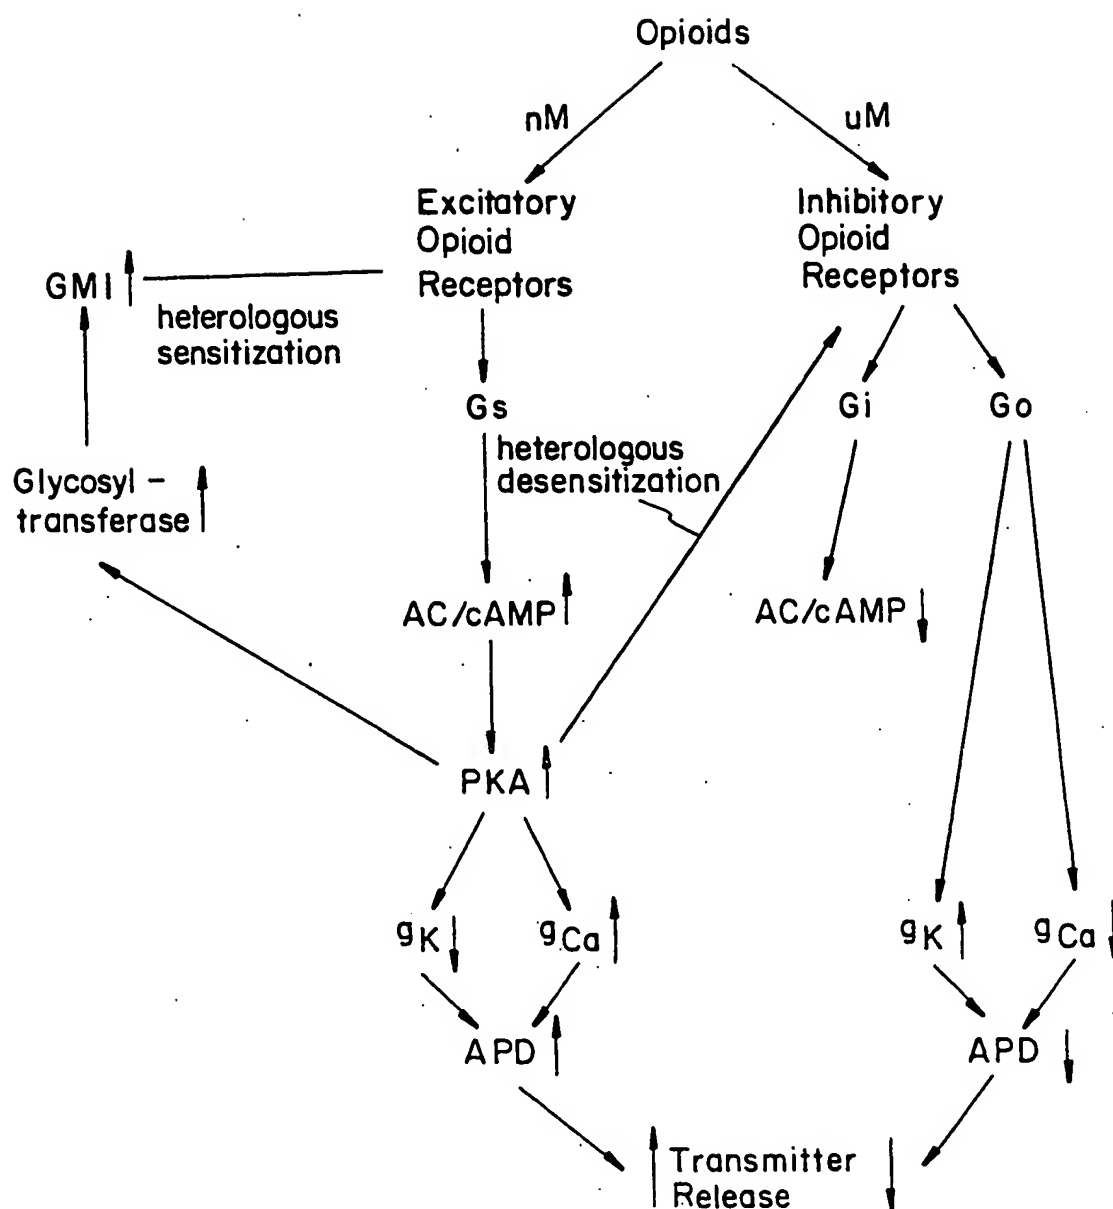 Opioids
nM
uM
Excitatory
Opioid
Receptors
Inhibitory
Opioid
Receptors
GM1
heterologous
sensitization
Gs
Gi
Go
heterologous
desensitization
Glycosyl-
transferase
AC/cAMP
AC/cAMP
PKA
gK
gCa
gK
gCa
APD
APD
Transmitter
Release